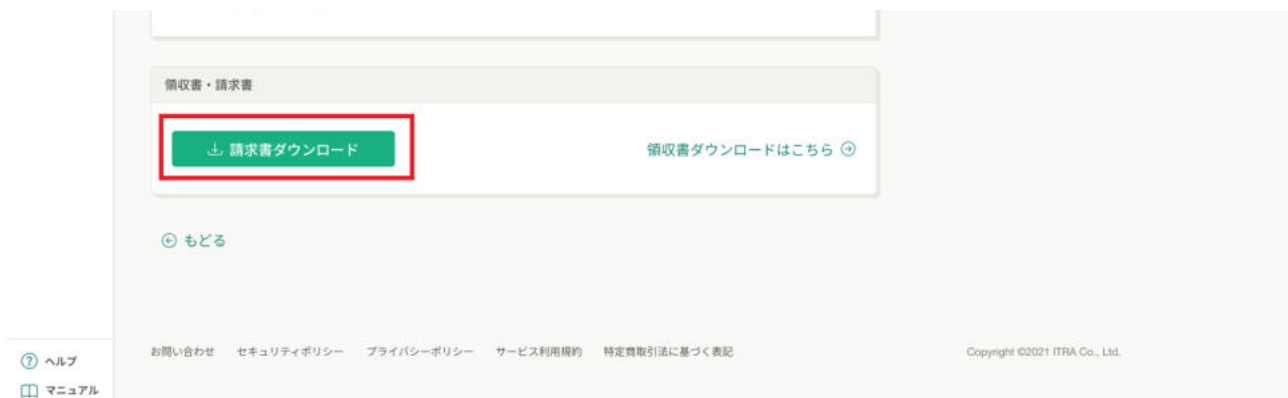 領収書・請求書
請求書ダウンロード
領収書ダウンロードはこちら
もどる
お問い合わせ セキュリティポリシー プライバシーポリシー サービス利用規約 特定商取引法に基づく表記
Copyright ©2021 ITRA Co., Ltd.
ヘルプ
マニュアル